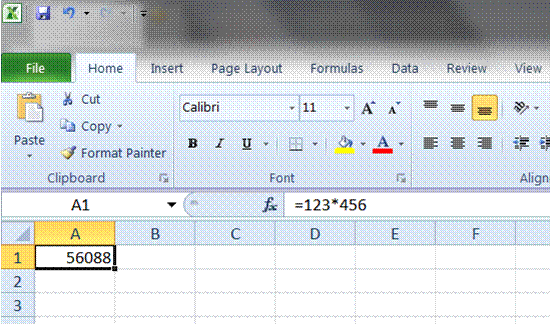 File Home Insert Page Layout Formulas Data Review View
Cut
Copy
Format Painter
Paste
Calibri 11 A A
B I U A
Clipboard Font Align
A1 fx =123*456
A B C D E F
1 56088
2
3